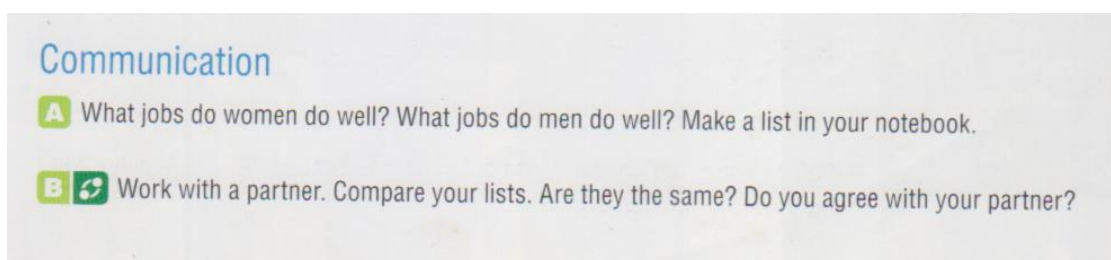 Communication
A What jobs do women do well? What jobs do men do well? Make a list in your notebook.
B Work with a partner. Compare your lists. Are they the same? Do you agree with your partner?